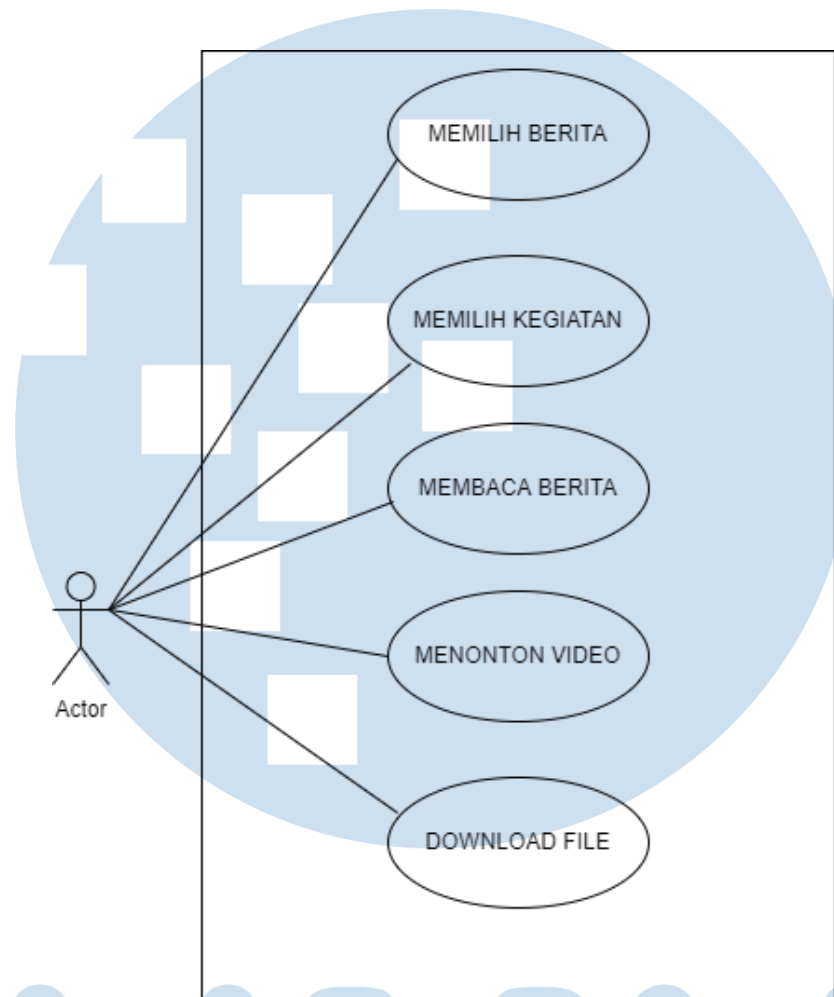 MEMILIH BERITA
MEMILIH KEGIATAN
MEMBACA BERITA
MENONTON VIDEO
Actor
DOWNLOAD FILE